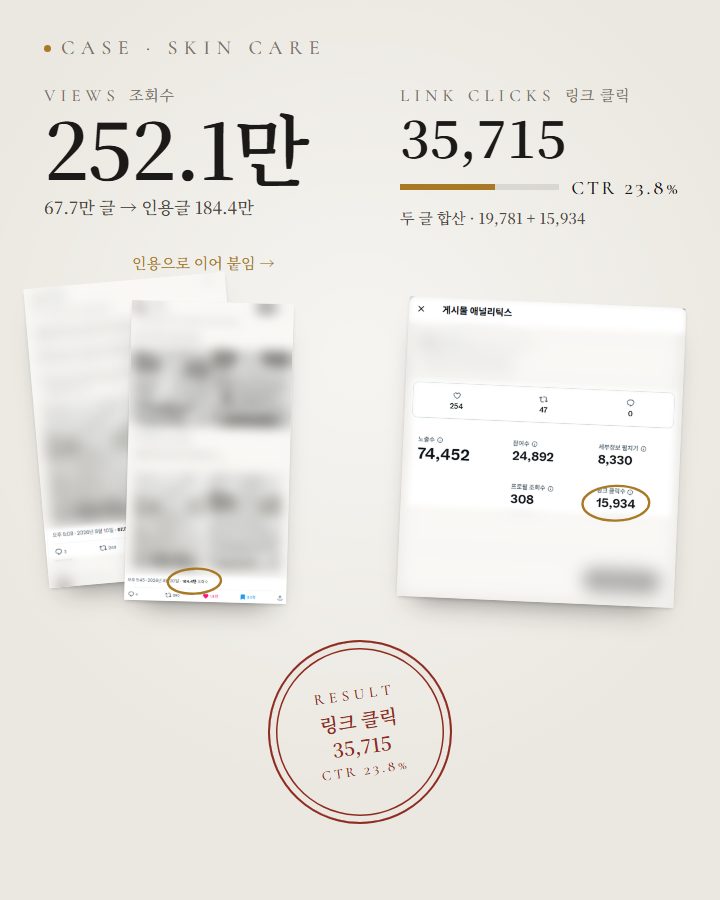 CASE · SKIN CARE
VIEWS 조회수
252.1만
67.7만 글 → 인용글 184.4만
LINK CLICKS 링크 클릭
35,715
CTR 23.8%
두 글 합산 · 19,781 + 15,934
인용으로 이어 붙임 →
게시물 애널리틱스
254
47
0
노출수
74,452
참여수
24,892
세부정보 펼치기
8,330
프로필 조회수
308
링크 클릭수
15,934
RESULT
링크 클릭
35,715
CTR 23.8%